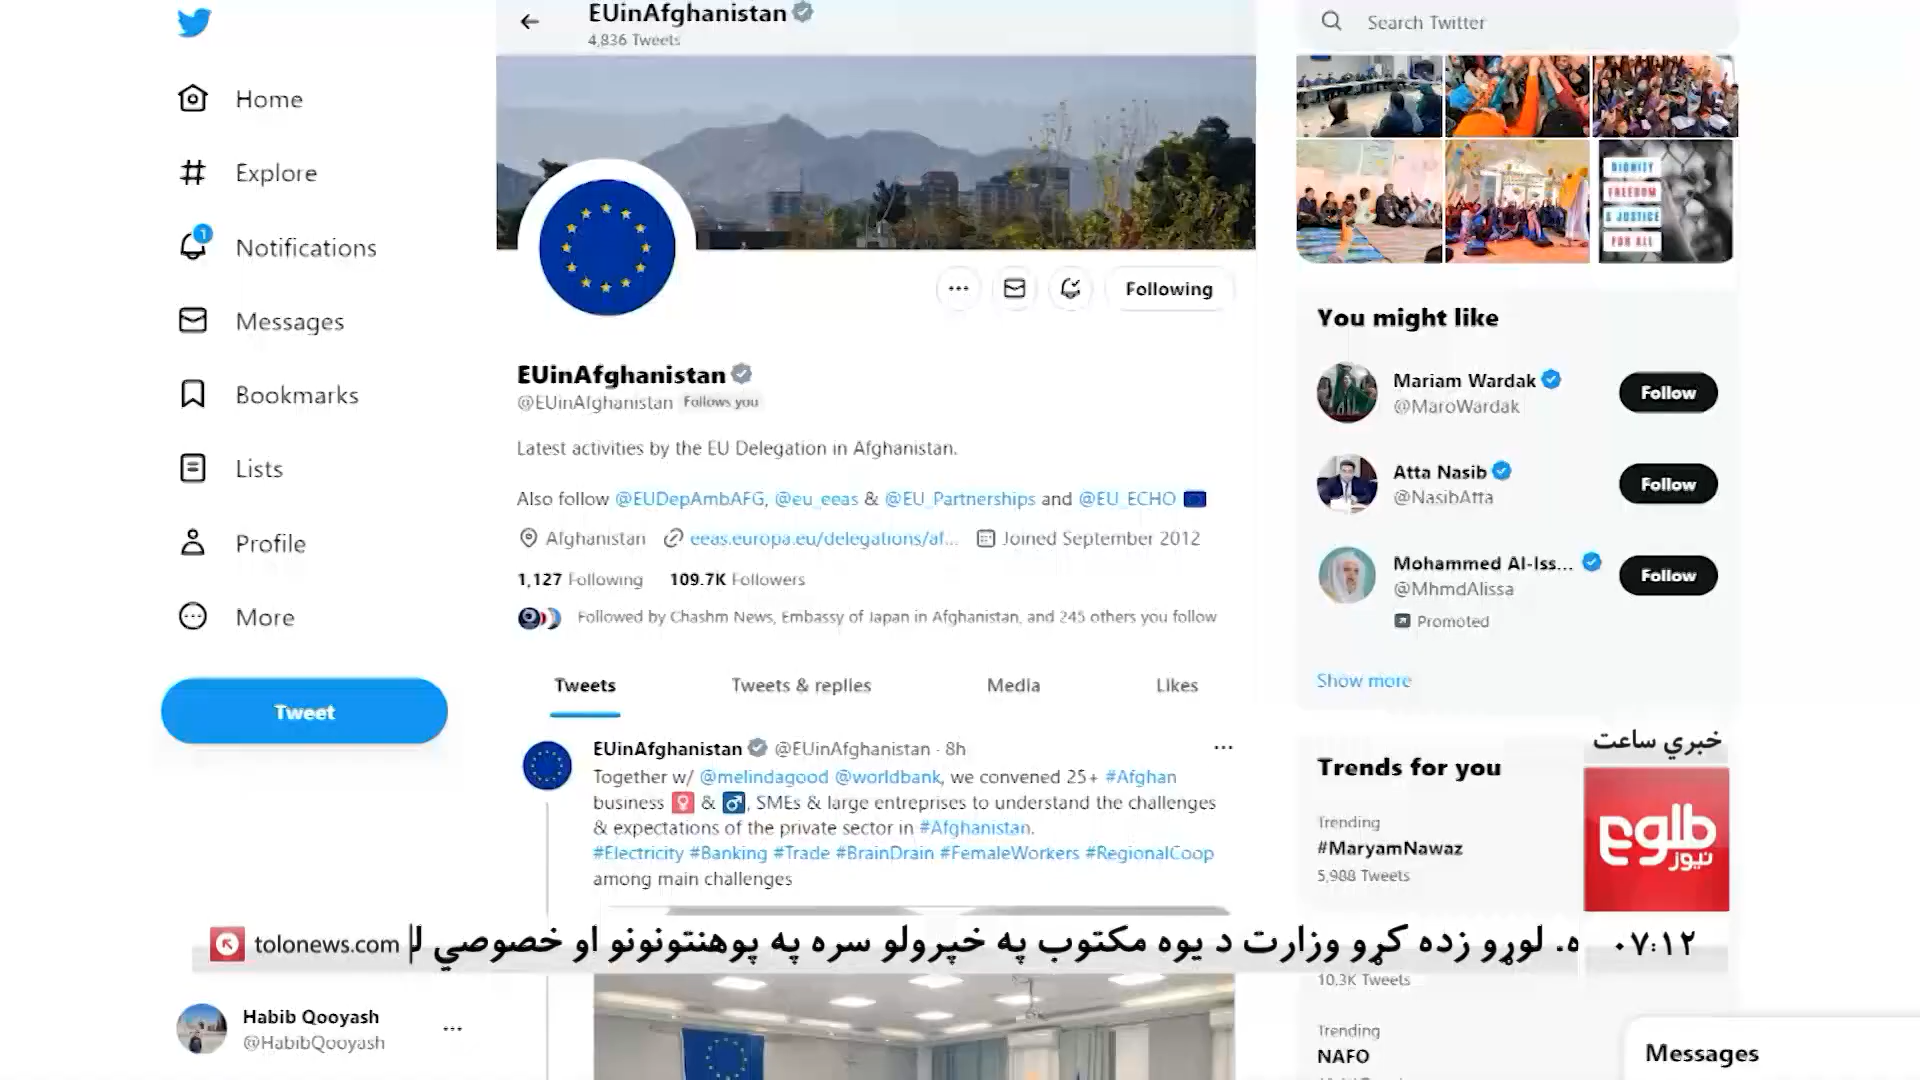 EUinAfghanistan
4,836 Tweets
Search Twitter
Home
Explore
1
Notifications
Messages
Bookmarks
Lists
Profile
More
Tweet
Following
EUinAfghanistan
@EUinAfghanistan Follows you
Latest activities by the EU Delegation in Afghanistan.
Also follow @EUDepAmbAFG, @eu_eeas & @EU_Partnerships and @EU_ECHO
Afghanistan eeas.europa.eu/delegations/af... Joined September 2012
1,127 Following 109.7K Followers
Followed by Chashm News, Embassy of Japan in Afghanistan, and 245 others you follow
Tweets Tweets & replies Media Likes
EUinAfghanistan @EUinAfghanistan · 8h
Together w/ @melindagood @worldbank, we convened 25+ #Afghan
business & , SMEs & large entreprises to understand the challenges
& expectations of the private sector in #Afghanistan.
#Electricity #Banking #Trade #BrainDrain #FemaleWorkers #RegionalCoop
among main challenges
DIGNITY
FREEDOM
& JUSTICE
FOR ALL
You might like
Mariam Wardak
@MaroWardak
Follow
Atta Nasib
@NasibAtta
Follow
Mohammed Al-Iss...
@MhmdAlissa
Follow
Promoted
Show more
Trends for you
Trending
#MaryamNawaz
5,988 Tweets
10.3K Tweets
Trending
NAFO
خبري ساعت
طلوع
نیوز
۰۷:۱۲
ه. لوړو زده کړو وزارت د یوه مکتوب په خپرولو سره په پوهنتونونو او خصوصي ل
tolonews.com
Habib Qooyash
@HabibQooyash
Messages